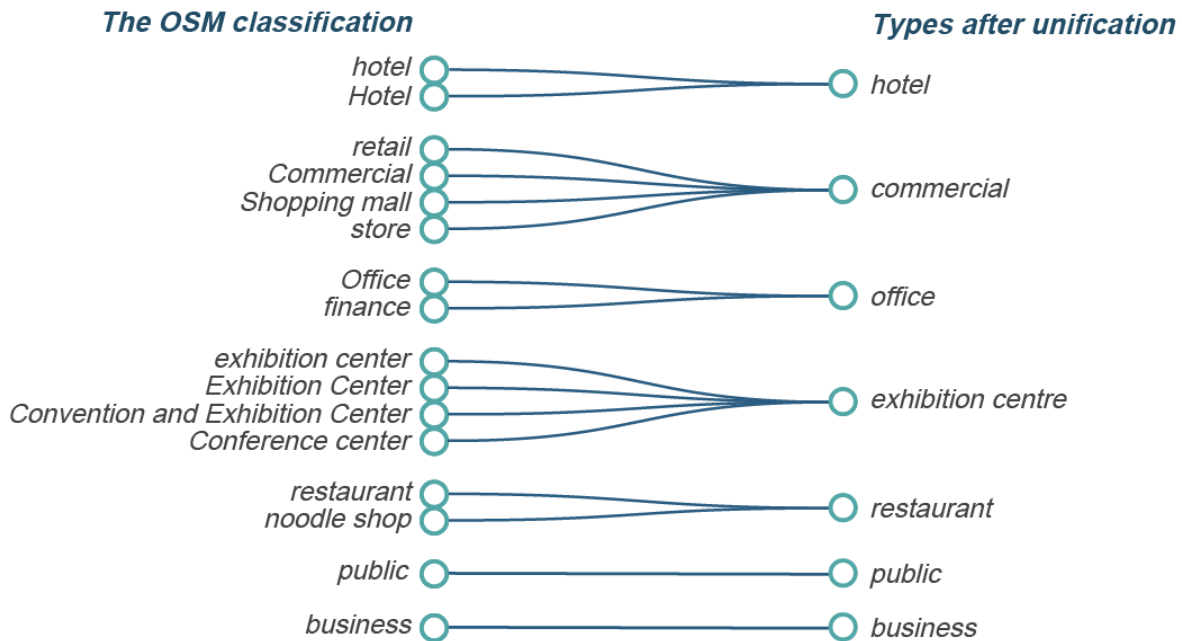 The OSM classification
Types after unification
hotel
Hotel
hotel
retail
Commercial
Shopping mall
store
commercial
Office
finance
office
exhibition center
Exhibition Center
Convention and Exhibition Center
Conference center
exhibition centre
restaurant
noodle shop
restaurant
public
public
business
business